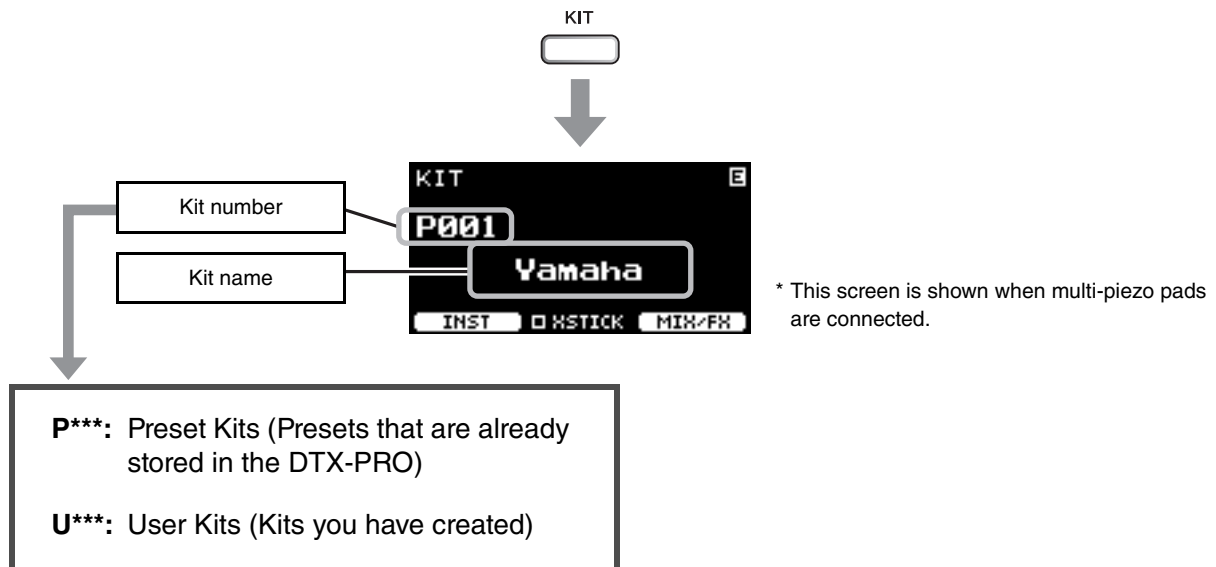 KIT
KIT E
Kit number
P001
Kit name
Yamaha
INST XSTICK MIX/FX
* This screen is shown when multi-piezo pads
are connected.
P***: Preset Kits (Presets that are already
stored in the DTX-PRO)
U***: User Kits (Kits you have created)